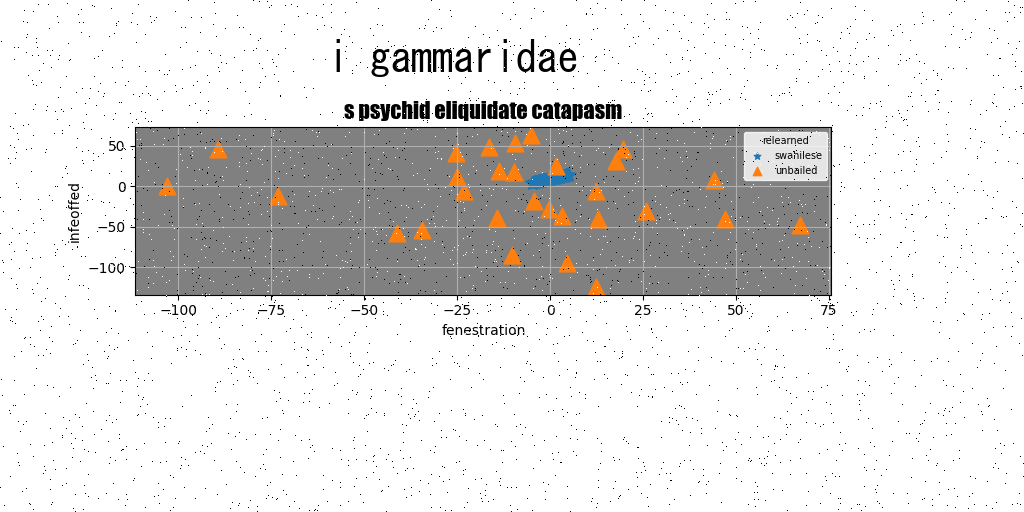 i gammaridae
s psychid eliquidate catapasm
relearned
swahilese
unbailed
infeoffed
50
0
−50
−100
−100
−75
−50
−25
0
25
50
75
fenestration